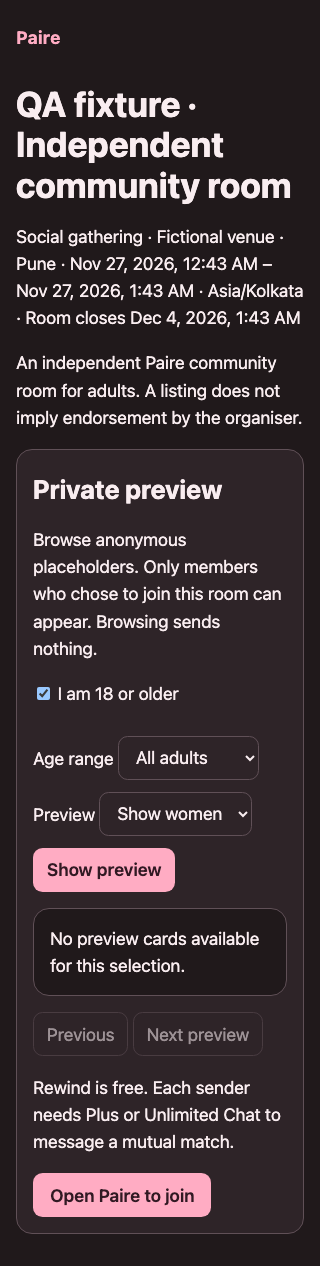 Paire
QA fixture ·
Independent
community room
Social gathering · Fictional venue ·
Pune · Nov 27, 2026, 12:43 AM –
Nov 27, 2026, 1:43 AM · Asia/Kolkata
· Room closes Dec 4, 2026, 1:43 AM
An independent Paire community
room for adults. A listing does not
imply endorsement by the organiser.
Private preview
Browse anonymous
placeholders. Only members
who chose to join this room can
appear. Browsing sends
nothing.
I am 18 or older
Age range All adults
Preview Show women
Show preview
No preview cards available
for this selection.
Previous Next preview
Rewind is free. Each sender
needs Plus or Unlimited Chat to
message a mutual match.
Open Paire to join